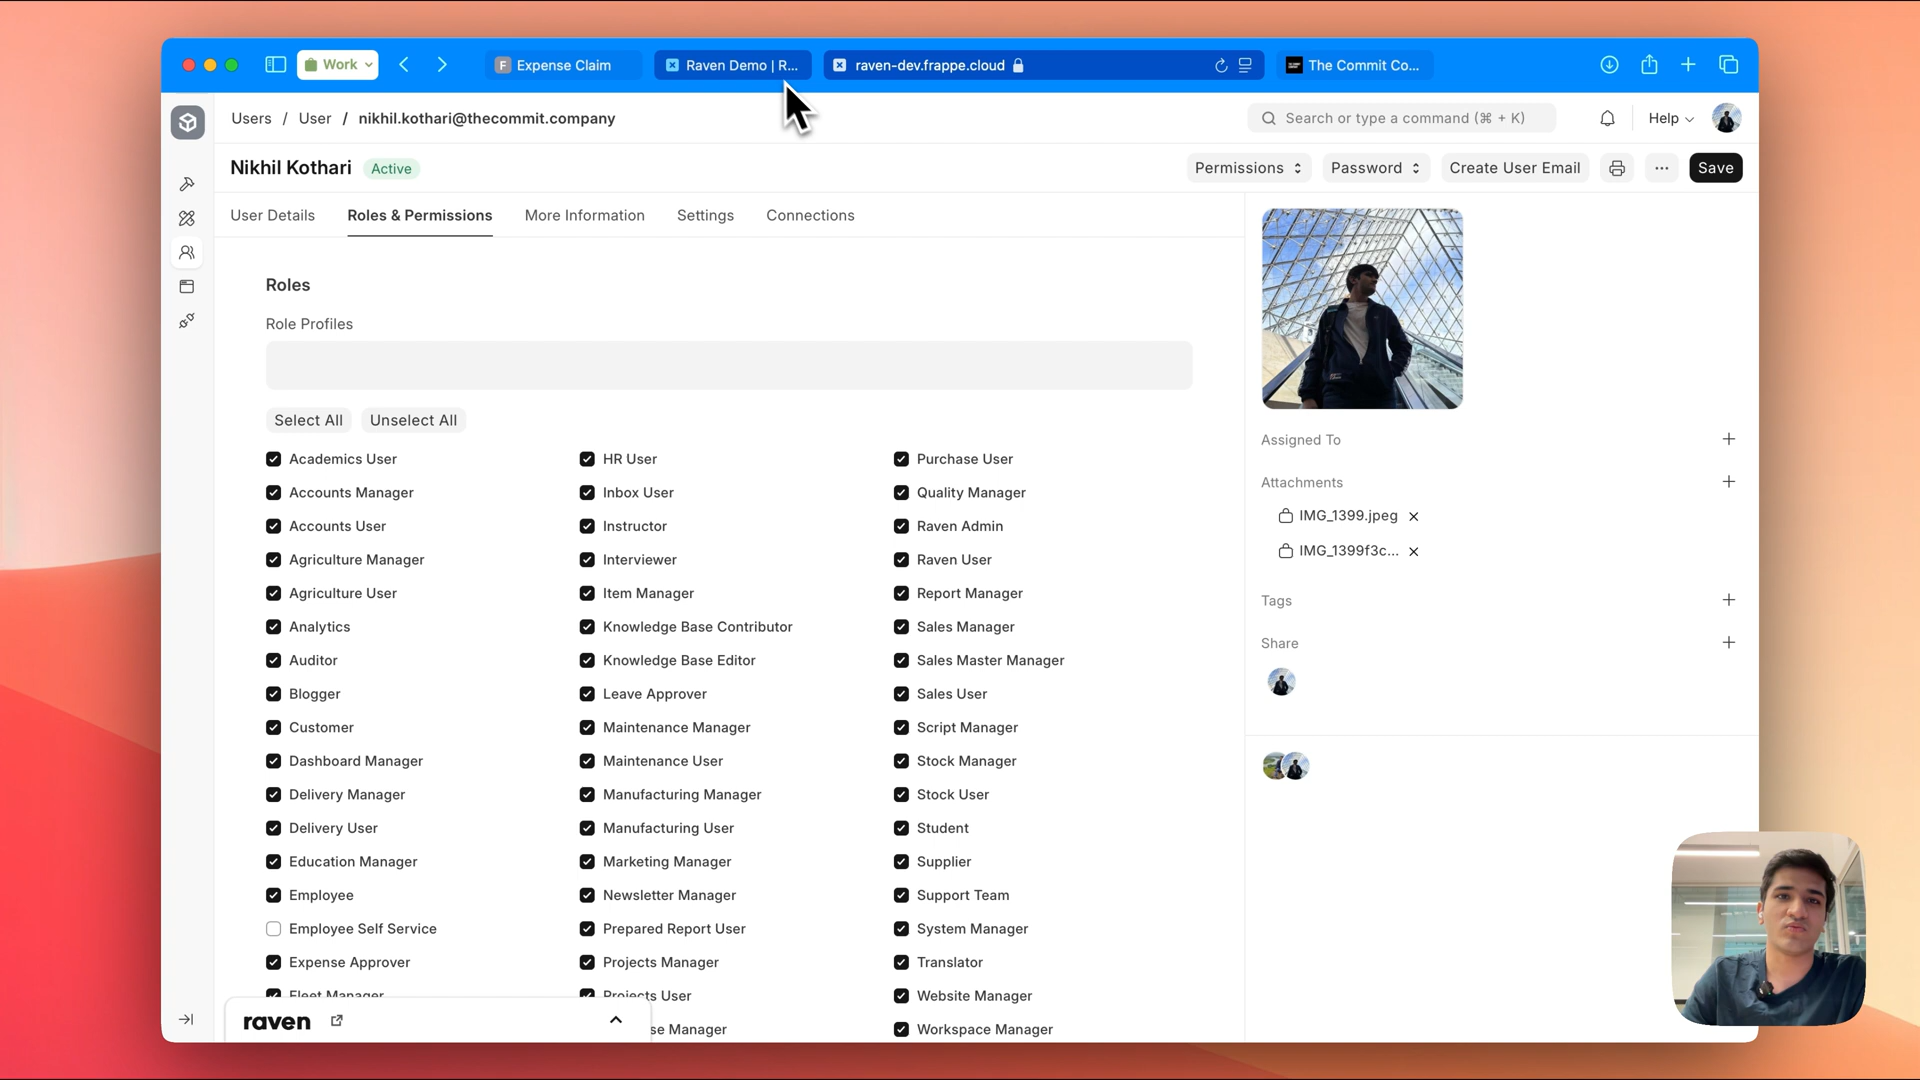 Work
Expense Claim
Raven Demo | R...
raven-dev.frappe.cloud
The Commit Co...
Users / User / nikhil.kothari@thecommit.company
Search or type a command (⌘ + K)
Help
Nikhil Kothari
Active
Permissions
Password
Create User Email
Save
User Details
Roles & Permissions
More Information
Settings
Connections
Roles
Role Profiles
Select All
Unselect All
Academics User
Accounts Manager
Accounts User
Agriculture Manager
Agriculture User
Analytics
Auditor
Blogger
Customer
Dashboard Manager
Delivery Manager
Delivery User
Education Manager
Employee
Employee Self Service
Expense Approver
Fleet Manager
HR User
Inbox User
Instructor
Interviewer
Item Manager
Knowledge Base Contributor
Knowledge Base Editor
Leave Approver
Maintenance Manager
Maintenance User
Manufacturing Manager
Manufacturing User
Marketing Manager
Newsletter Manager
Prepared Report User
Projects Manager
Projects User
se Manager
Purchase User
Quality Manager
Raven Admin
Raven User
Report Manager
Sales Manager
Sales Master Manager
Sales User
Script Manager
Stock Manager
Stock User
Student
Supplier
Support Team
System Manager
Translator
Website Manager
Workspace Manager
Assigned To
Attachments
IMG_1399.jpeg
IMG_1399f3c...
Tags
Share
raven